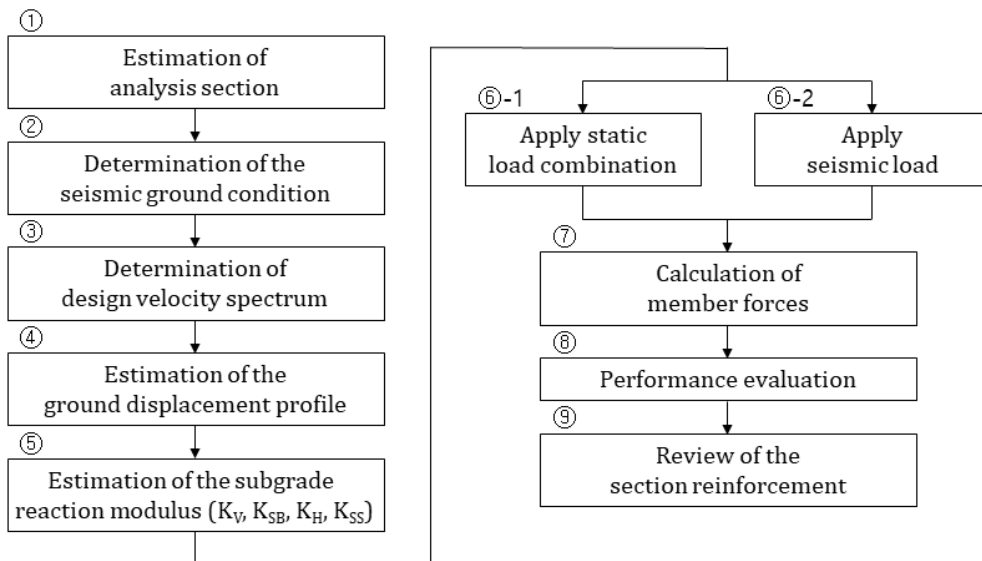 ①
Estimation of
analysis section
②
Determination of the
seismic ground condition
③
Determination of
design velocity spectrum
④
Estimation of the
ground displacement profile
⑤
Estimation of the subgrade
reaction modulus (K_V, K_SB, K_H, K_SS)
⑥-1
Apply static
load combination
⑥-2
Apply
seismic load
⑦
Calculation of
member forces
⑧
Performance evaluation
⑨
Review of the
section reinforcement